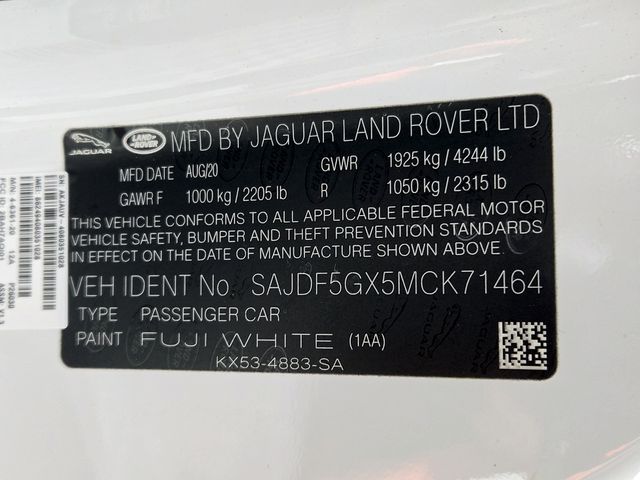 JAGUAR
LAND ROVER
MFD BY JAGUAR LAND ROVER LTD
MFD DATE AUG/20 GVWR 1925 kg / 4244 lb
GAWR F 1000 kg / 2205 lb R 1050 kg / 2315 lb
THIS VEHICLE CONFORMS TO ALL APPLICABLE FEDERAL MOTOR
VEHICLE SAFETY, BUMPER AND THEFT PREVENTION STANDARDS
IN EFFECT ON THE DATE OF MANUFACTURE SHOWN ABOVE.
VEH IDENT No. SAJDF5GX5MCK71464
TYPE PASSENGER CAR
PAINT FUJI WHITE (1AA)
KX53-4883-SA